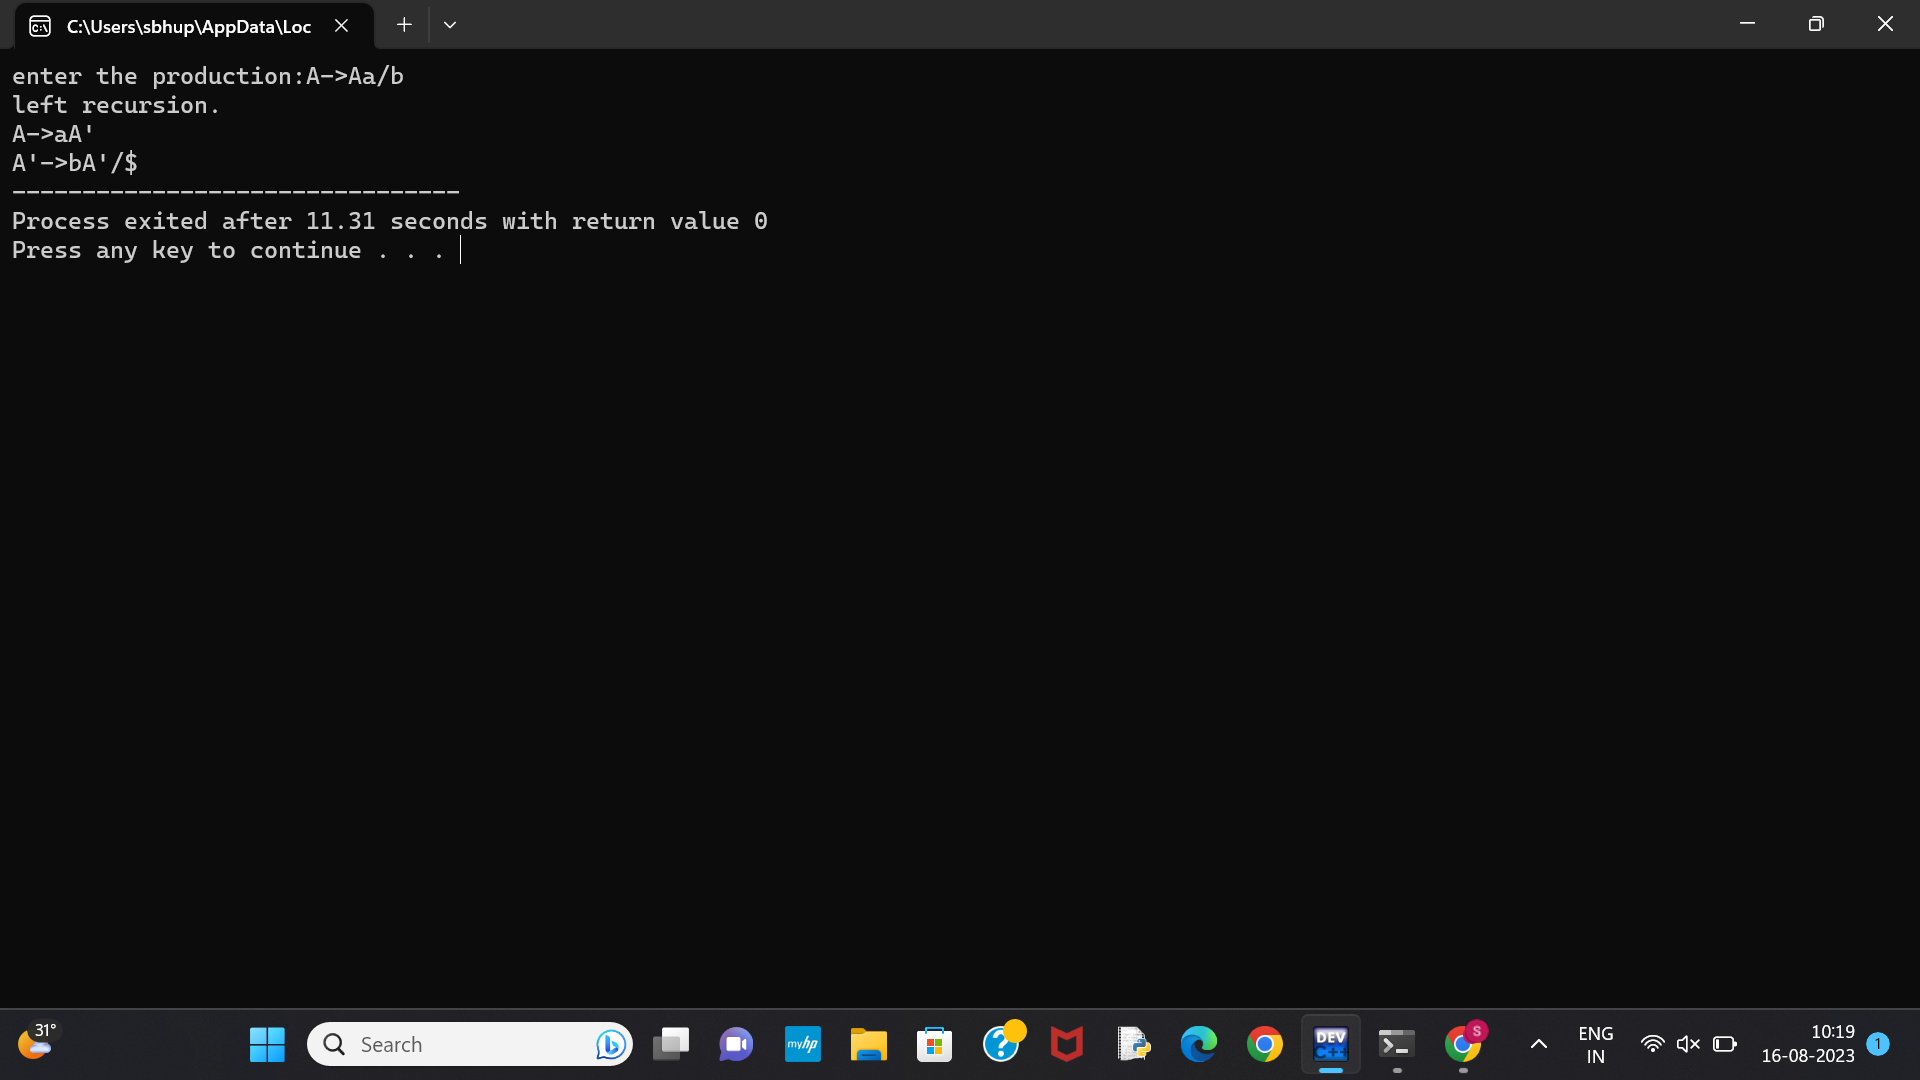 C:\Users\sbhup\AppData\Loc
enter the production:A->Aa/b
left recursion.
A->aA'
A'->bA'/$
--------------------------------
Process exited after 11.31 seconds with return value 0
Press any key to continue . . .
31°
Search
myhp
DEV
C++
S
ENG
IN
10:19
16-08-2023
1